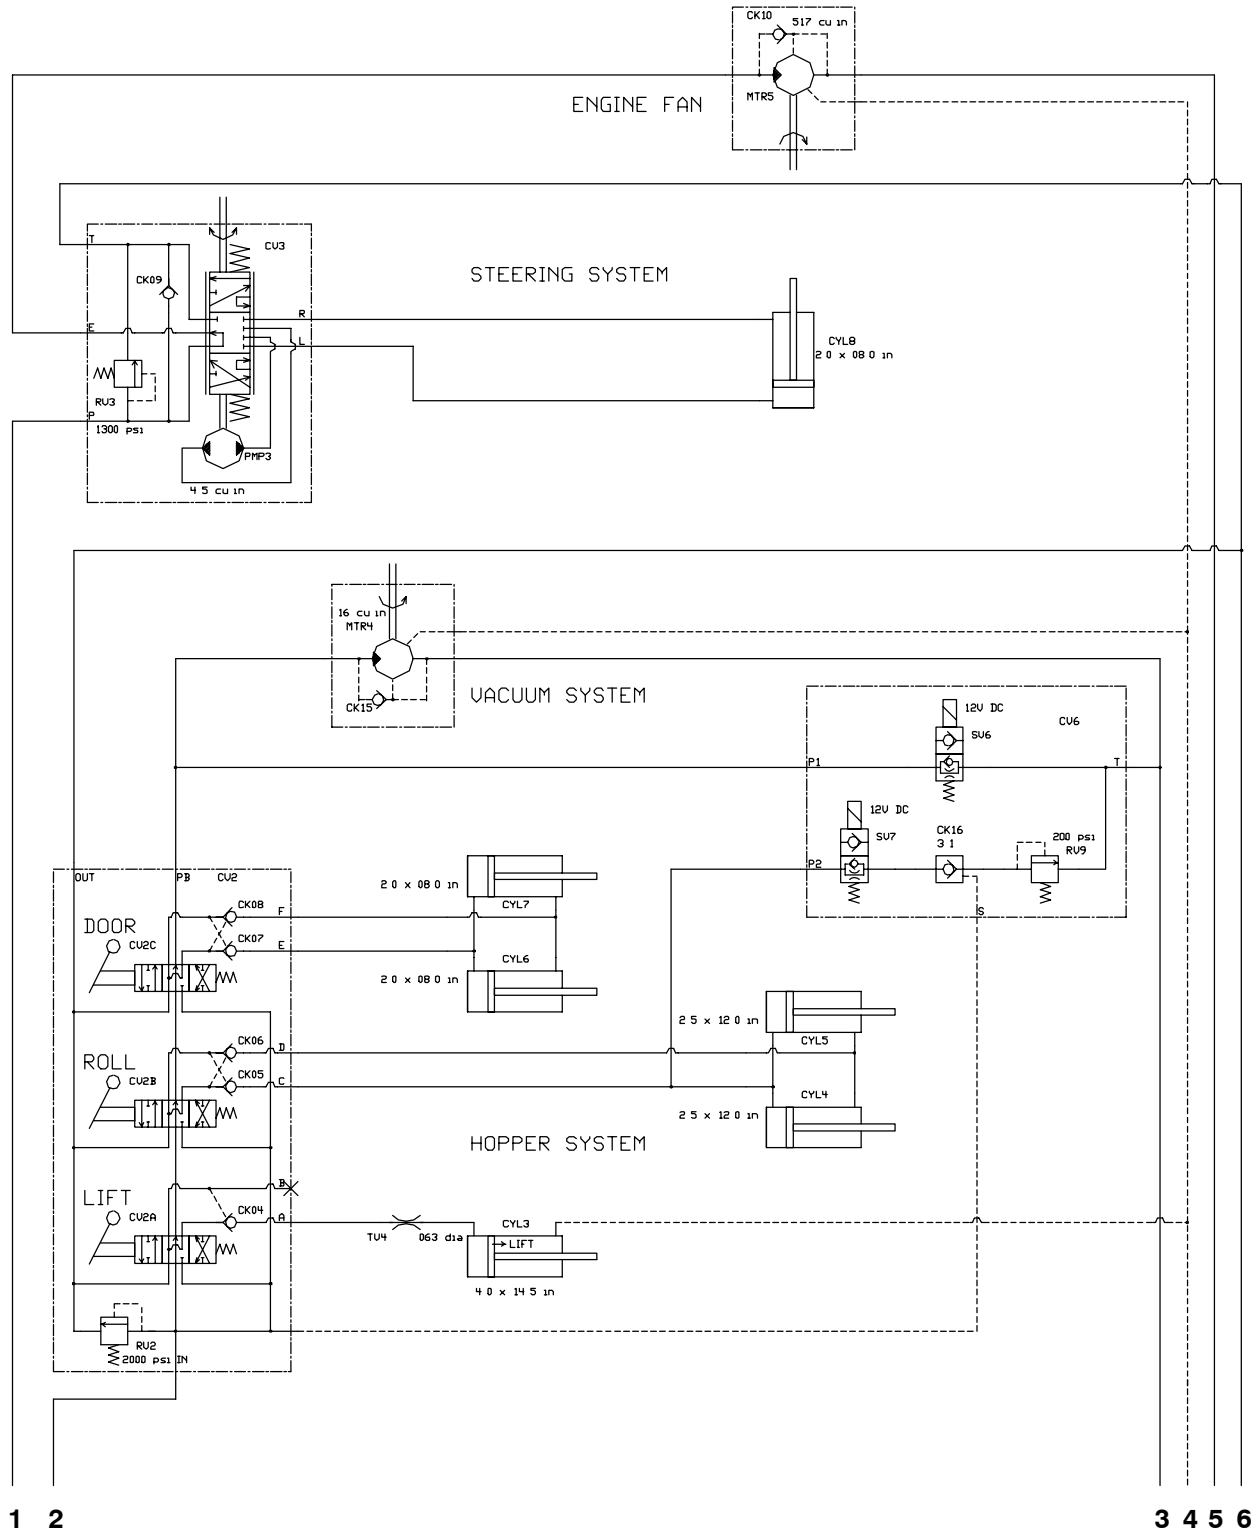 CK10
517 cu in
ENGINE FAN
MTR5
T
CV3
CK09
STEERING SYSTEM
R
E
L
CYL8
2 0 x 08 0 in
RV3
P
1300 psi
PMP3
4 5 cu in
16 cu in
MTR4
CK15
VACUUM SYSTEM
12V DC
CV6
SV6
P1
T
12V DC
SV7
CK16
3 1
200 psi
RV9
P2
S
OUT
PB
CV2
2 0 x 08 0 in
CYL7
CK08
F
DOOR
CV2C
CK07
E
CYL6
2 0 x 08 0 in
2 5 x 12 0 in
CYL5
CK06
D
ROLL
CV2B
CK05
C
CYL4
2 5 x 12 0 in
HOPPER SYSTEM
B
LIFT
CV2A
CK04
A
TV4
063 dia
CYL3
LIFT
4 0 x 14 5 in
RV2
2000 psi IN
1 2 3 4 5 6